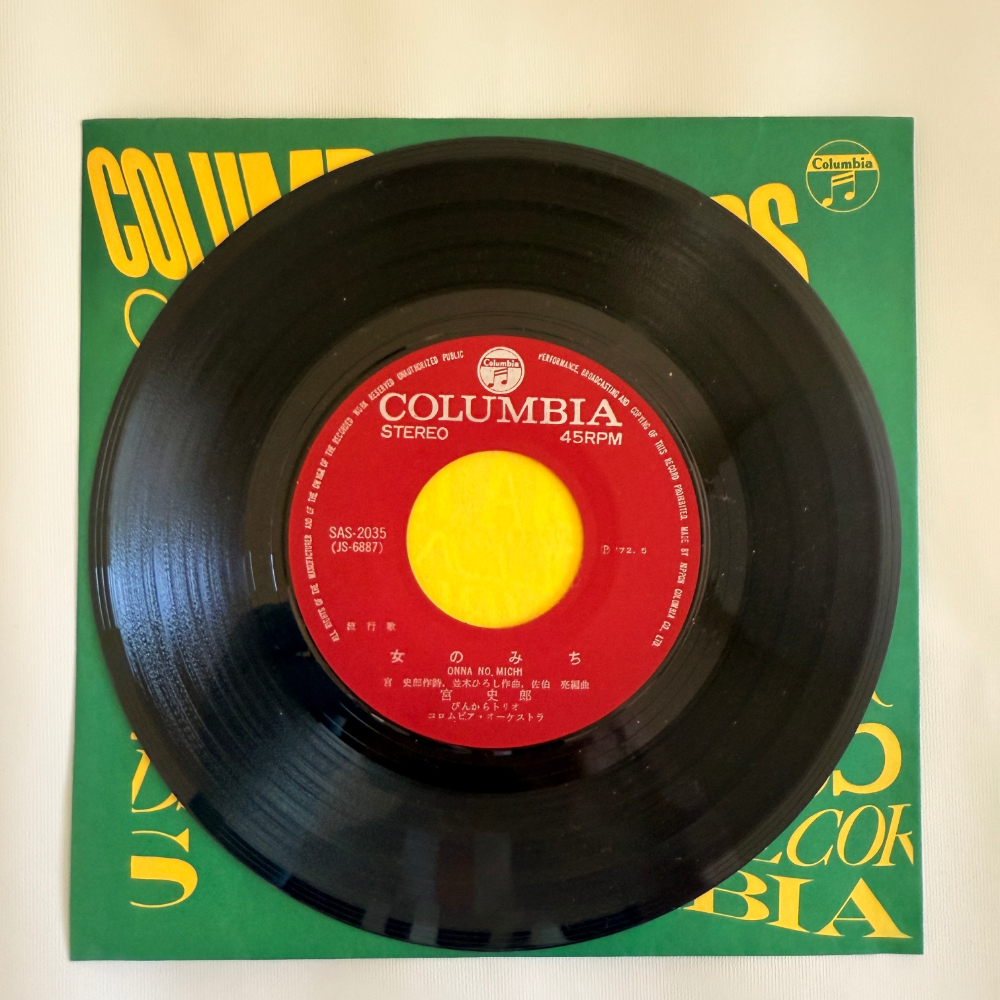 COLUM
Columbia
ALL RIGHTS OF THE MANUFACTURER AND OF THE OWNER OF THE RECORDED WORK RESERVED UNAUTHORIZED PUBLIC
PERFORMANCE, BROADCASTING AND COPYING OF THIS RECORD PROHIBITED. MADE BY NIPPON COLUMBIA CO., LTD.
Columbia
COLUMBIA
STEREO 45RPM
SAS-2035
(JS-6887)
Ⓟ '72. 5
流行歌
女のみち
ONNA NO MICHI
宮 史郎作詩, 並木ひろし作曲, 佐伯 亮編曲
宮 史郎
ぴんからトリオ
コロムビア・オーケストラ
COR
BIA